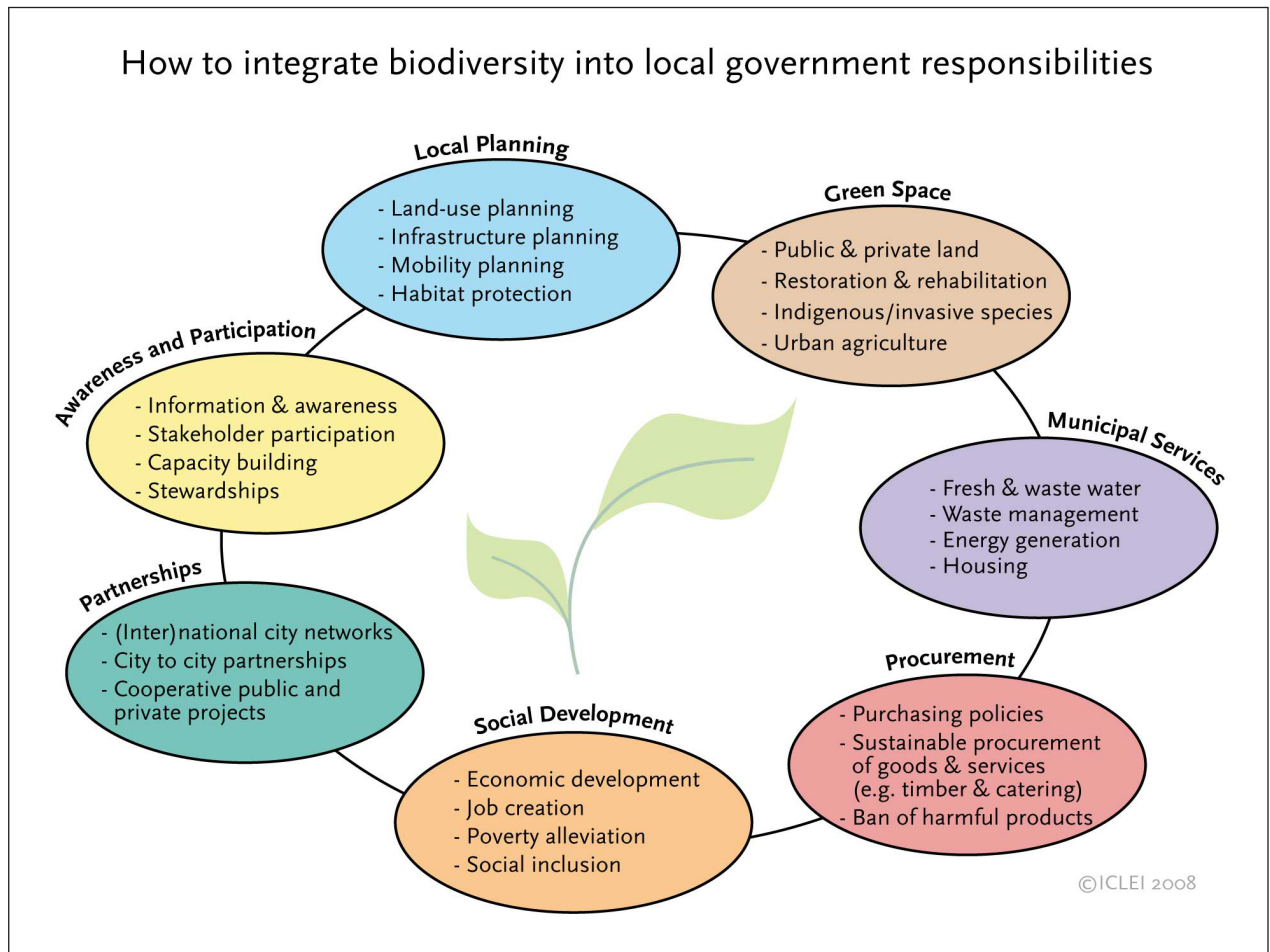 How to integrate biodiversity into local government responsibilities
Local Planning
- Land-use planning
- Infrastructure planning
- Mobility planning
- Habitat protection
Green Space
- Public & private land
- Restoration & rehabilitation
- Indigenous/invasive species
- Urban agriculture
Municipal Services
- Fresh & waste water
- Waste management
- Energy generation
- Housing
Procurement
- Purchasing policies
- Sustainable procurement
of goods & services
(e.g. timber & catering)
- Ban of harmful products
Social Development
- Economic development
- Job creation
- Poverty alleviation
- Social inclusion
Partnerships
- (Inter)national city networks
- City to city partnerships
- Cooperative public and
private projects
Awareness and Participation
- Information & awareness
- Stakeholder participation
- Capacity building
- Stewardships
©ICLEI 2008